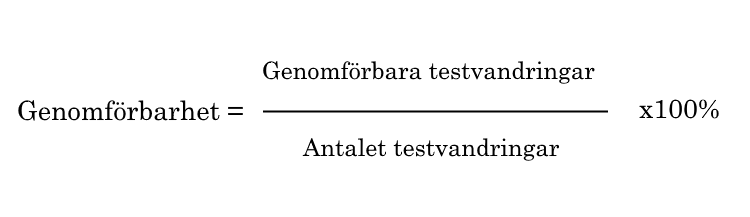 Genomförbara testvandringar
Genomförbarhet = x100%
Antalet testvandringar